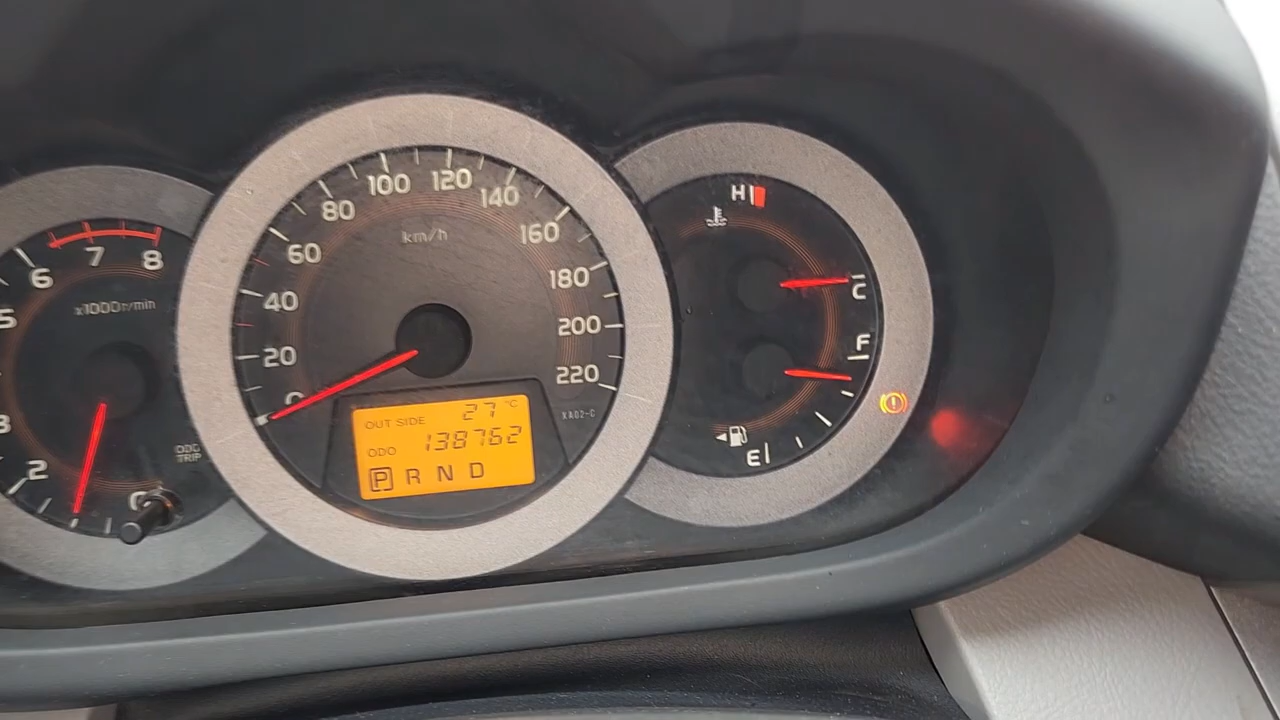 5
6
7
8
x1000r/min
3
2
0
ODO
TRIP
0
20
40
60
80
100
120
140
160
180
200
220
km/h
OUT SIDE 27 °C
ODO 138762
P R N D
XA02-C
H
C
F
E